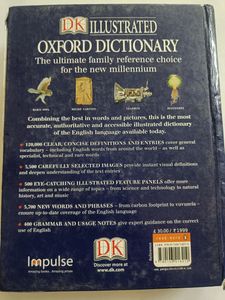 DK ILLUSTRATED
OXFORD DICTIONARY
The ultimate family reference choice
for the new millennium
Combining the best in words and pictures, this is the most
accurate, authoritative and accessible illustrated dictionary
of the English language available today.
• 120,000 CLEAR, CONCISE DEFINITIONS AND ENTRIES cover general
vocabulary – including English words from around the world – as well as
specialist, technical and rare words
• 3,500 CAREFULLY SELECTED IMAGES provide instant visual definitions
and deepen understanding of the text entries
• 500 EYE-CATCHING ILLUSTRATED FEATURE PANELS offer more
information on a wide range of topics – from science and technology to natural
history, art and music
• 5,700 NEW WORDS AND PHRASES – from carbon footprint to vuvuzela –
ensure up-to-date coverage of the English language
• 400 GRAMMAR AND USAGE NOTES give expert guidance on the correct
use of English
Impulse
DK
Discover more at
www.dk.com
£ 30.00 / ₹1999